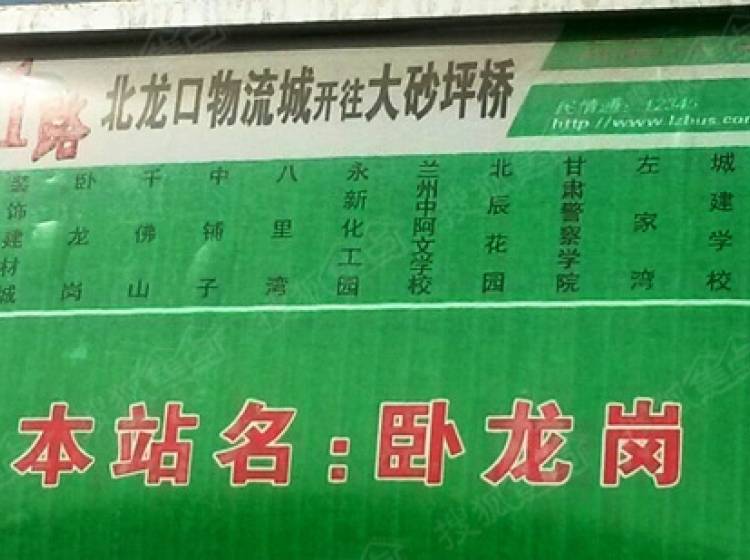 1路 北龙口物流城开往大砂坪桥
民情通：12345
http://www.lzbus.com
装饰建材城
卧龙岗
千佛山
中铺子
八里湾
永新化工园
兰州中阿文学校
北辰花园
甘肃警察学院
左家湾
城建学校
本站名：卧龙岗